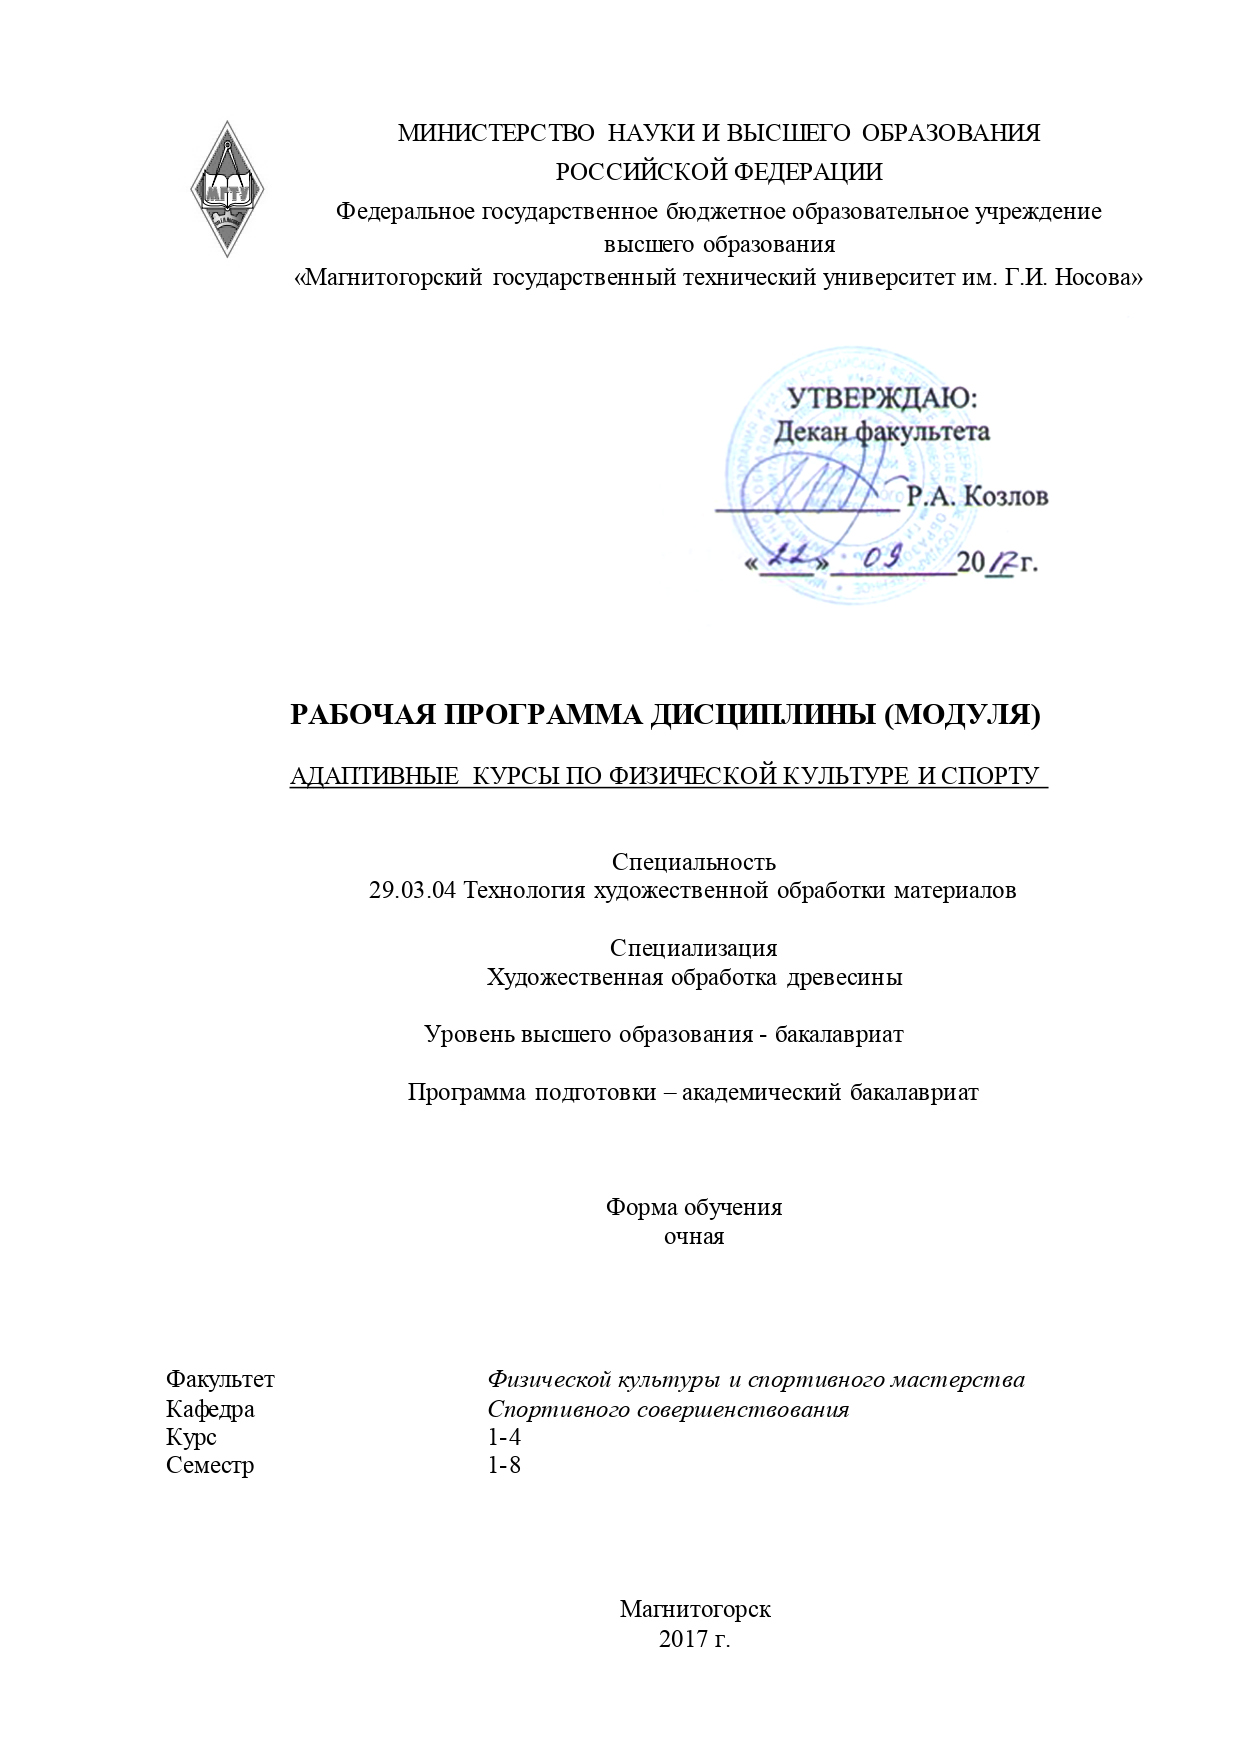 МИНИСТЕРСТВО НАУКИ И ВЫСШЕГО ОБРАЗОВАНИЯ
РОССИЙСКОЙ ФЕДЕРАЦИИ
Федеральное государственное бюджетное образовательное учреждение
высшего образования
«Магнитогорский государственный технический университет им. Г.И. Носова»
МГТУ
УТВЕРЖДАЮ:
Декан факультета
Р.А. Козлов
«22» 09 2017 г.
РАБОЧАЯ ПРОГРАММА ДИСЦИПЛИНЫ (МОДУЛЯ)
АДАПТИВНЫЕ КУРСЫ ПО ФИЗИЧЕСКОЙ КУЛЬТУРЕ И СПОРТУ
Специальность
29.03.04 Технология художественной обработки материалов
Специализация
Художественная обработка древесины
Уровень высшего образования - бакалавриат
Программа подготовки – академический бакалавриат
Форма обучения
очная
Факультет Физической культуры и спортивного мастерства
Кафедра Спортивного совершенствования
Курс 1-4
Семестр 1-8
Магнитогорск
2017 г.